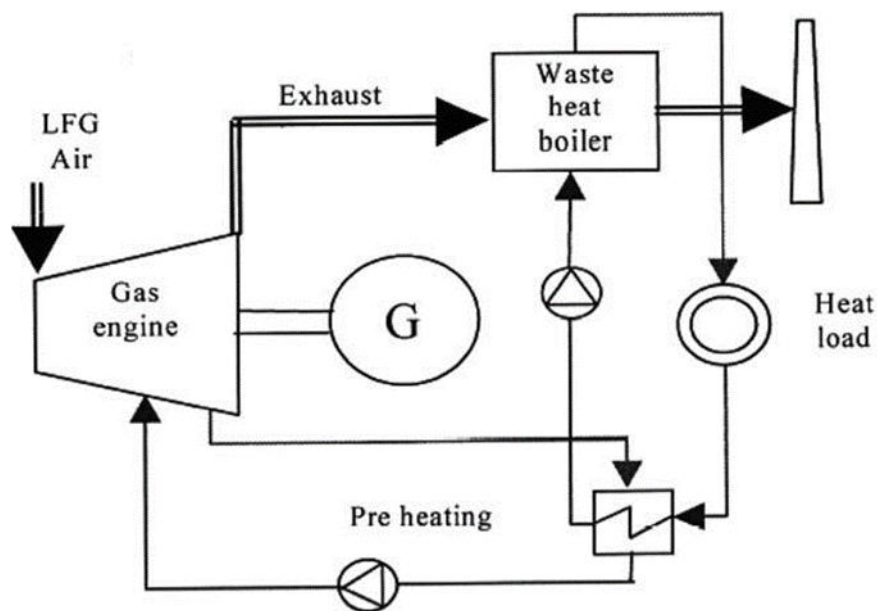 LFG
Air
Exhaust
Waste
heat
boiler
Gas
engine
G
Heat
load
Pre heating